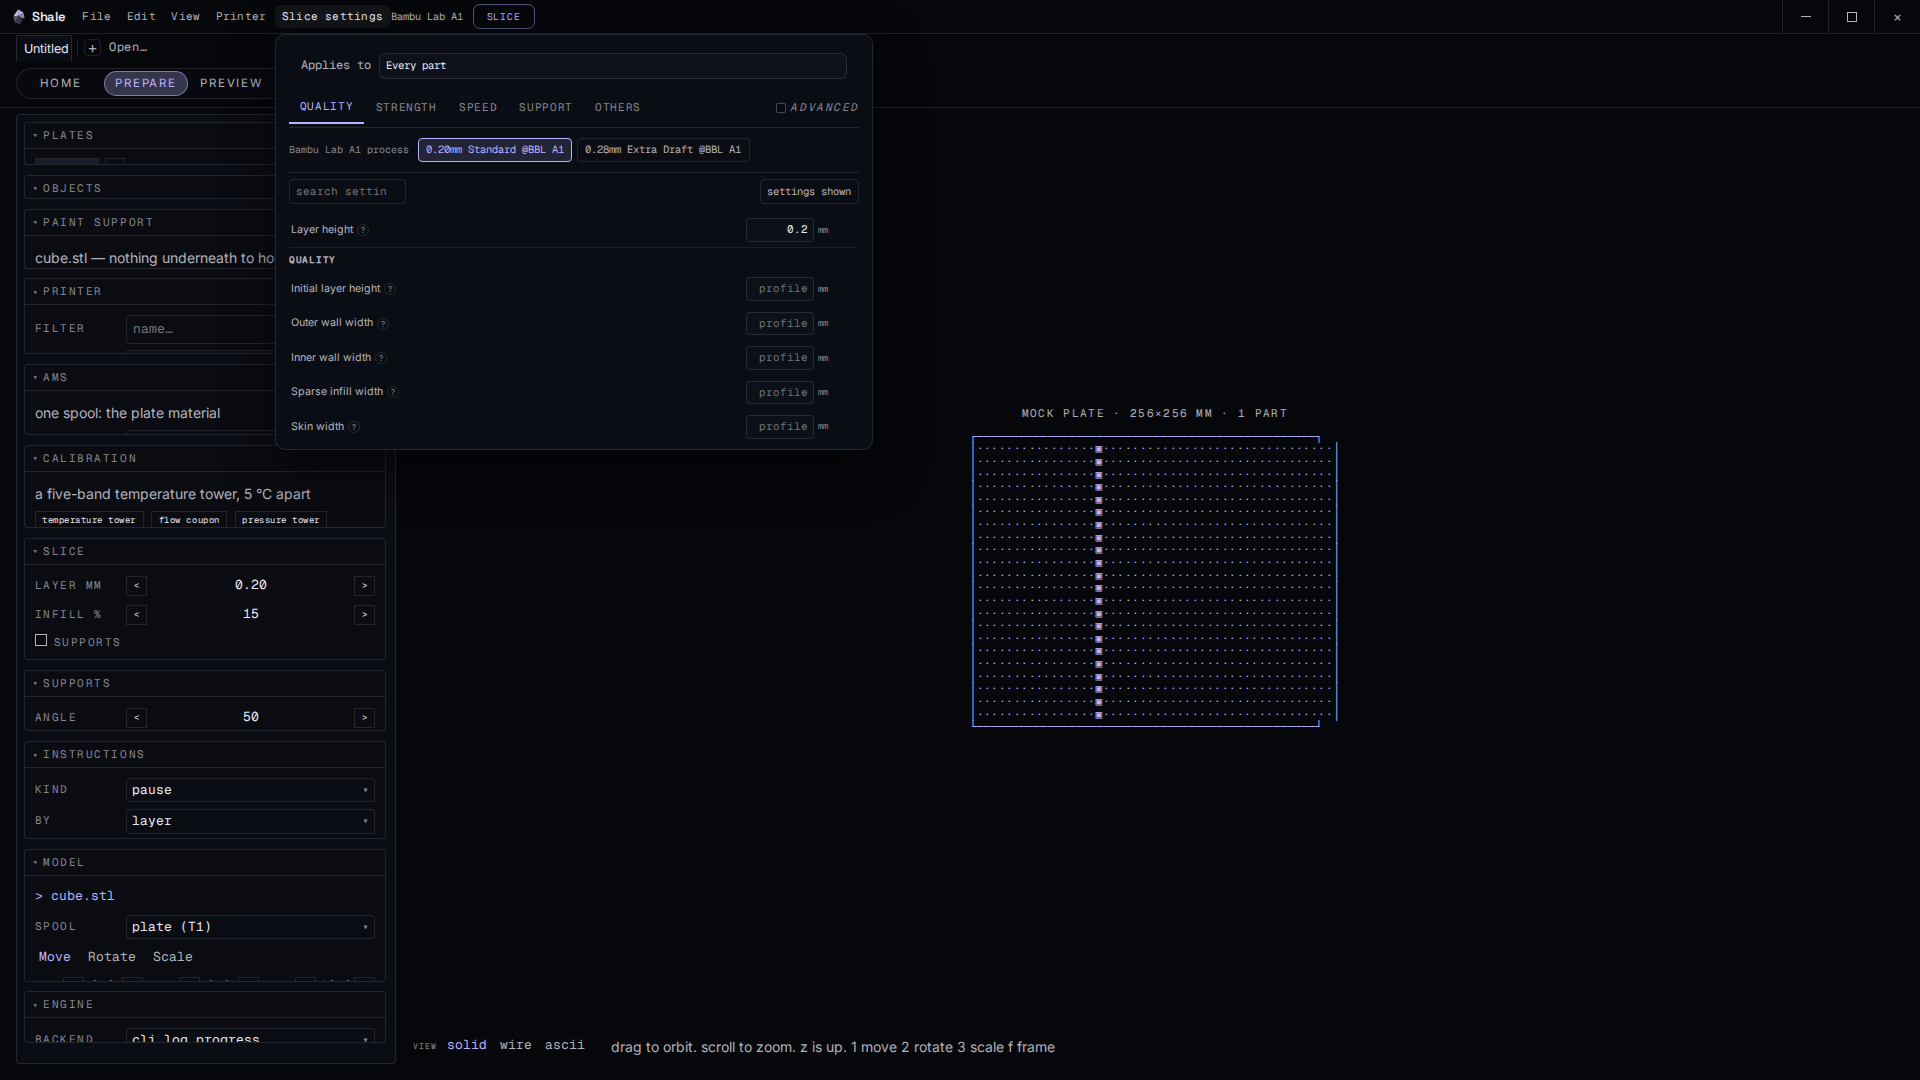 Shale File Edit View Printer Slice settings Bambu Lab A1 SLICE
Untitled + Open…
HOME PREPARE PREVIEW
Applies to Every part
QUALITY STRENGTH SPEED SUPPORT OTHERS ADVANCED
Bambu Lab A1 process 0.20mm Standard @BBL A1 0.28mm Extra Draft @BBL A1
search settin settings shown
Layer height ? 0.2 mm
QUALITY
Initial layer height ? profile mm
Outer wall width ? profile mm
Inner wall width ? profile mm
Sparse infill width ? profile mm
Skin width ? profile mm
PLATES
OBJECTS
PAINT SUPPORT
cube.stl — nothing underneath to ho
PRINTER
FILTER name…
AMS
one spool: the plate material
CALIBRATION
a five-band temperature tower, 5 °C apart
temperature tower flow coupon pressure tower
SLICE
LAYER MM < 0.20 >
INFILL % < 15 >
SUPPORTS
SUPPORTS
ANGLE < 50 >
INSTRUCTIONS
KIND pause
BY layer
MODEL
> cube.stl
SPOOL plate (T1)
Move Rotate Scale
ENGINE
BACKEND cli log progress
MOCK PLATE · 256×256 MM · 1 PART
VIEW solid wire ascii drag to orbit. scroll to zoom. z is up. 1 move 2 rotate 3 scale f frame